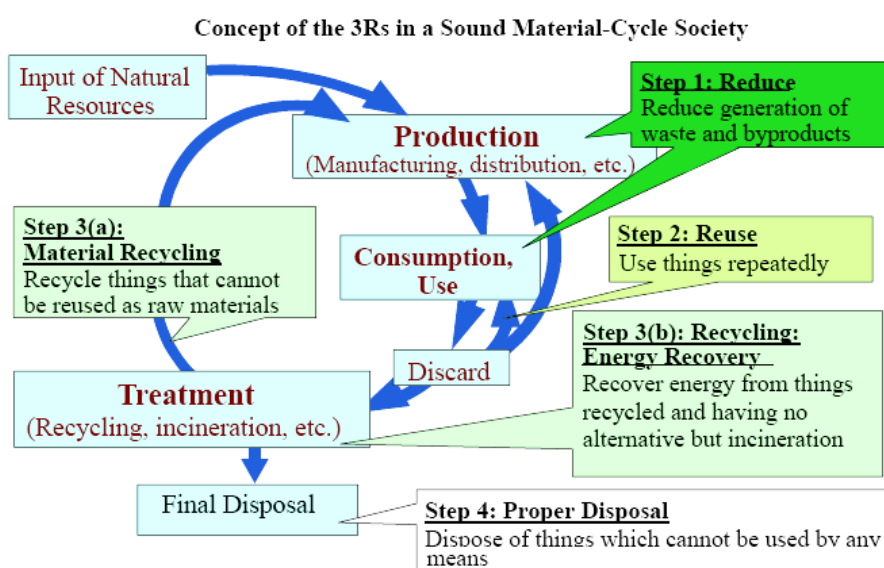 Concept of the 3Rs in a Sound Material-Cycle Society
Input of Natural
Resources
Step 1: Reduce
Reduce generation of
waste and byproducts
Production
(Manufacturing, distribution, etc.)
Step 3(a):
Material Recycling
Recycle things that cannot
be reused as raw materials
Consumption,
Use
Step 2: Reuse
Use things repeatedly
Step 3(b): Recycling:
Energy Recovery
Recover energy from things
recycled and having no
alternative but incineration
Discard
Treatment
(Recycling, incineration, etc.)
Final Disposal
Step 4: Proper Disposal
Dispose of things which cannot be used by any
means